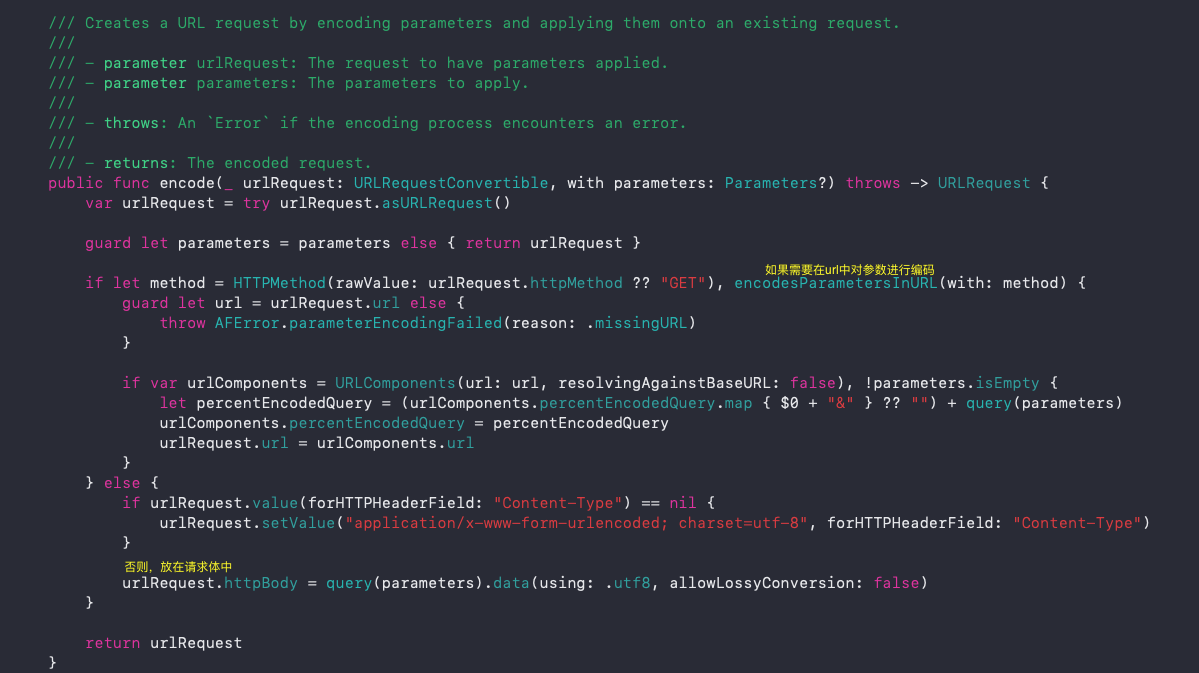 /// Creates a URL request by encoding parameters and applying them onto an existing request.
///
/// - parameter urlRequest: The request to have parameters applied.
/// - parameter parameters: The parameters to apply.
///
/// - throws: An `Error` if the encoding process encounters an error.
///
/// - returns: The encoded request.
public func encode(_ urlRequest: URLRequestConvertible, with parameters: Parameters?) throws -> URLRequest {
    var urlRequest = try urlRequest.asURLRequest()

    guard let parameters = parameters else { return urlRequest }

如果需要在url中对参数进行编码
    if let method = HTTPMethod(rawValue: urlRequest.httpMethod ?? "GET"), encodesParametersInURL(with: method) {
        guard let url = urlRequest.url else {
            throw AFError.parameterEncodingFailed(reason: .missingURL)
        }

        if var urlComponents = URLComponents(url: url, resolvingAgainstBaseURL: false), !parameters.isEmpty {
            let percentEncodedQuery = (urlComponents.percentEncodedQuery.map { $0 + "&" } ?? "") + query(parameters)
            urlComponents.percentEncodedQuery = percentEncodedQuery
            urlRequest.url = urlComponents.url
        }
    } else {
        if urlRequest.value(forHTTPHeaderField: "Content-Type") == nil {
            urlRequest.setValue("application/x-www-form-urlencoded; charset=utf-8", forHTTPHeaderField: "Content-Type")
        }
否则，放在请求体中
        urlRequest.httpBody = query(parameters).data(using: .utf8, allowLossyConversion: false)
    }

    return urlRequest
}